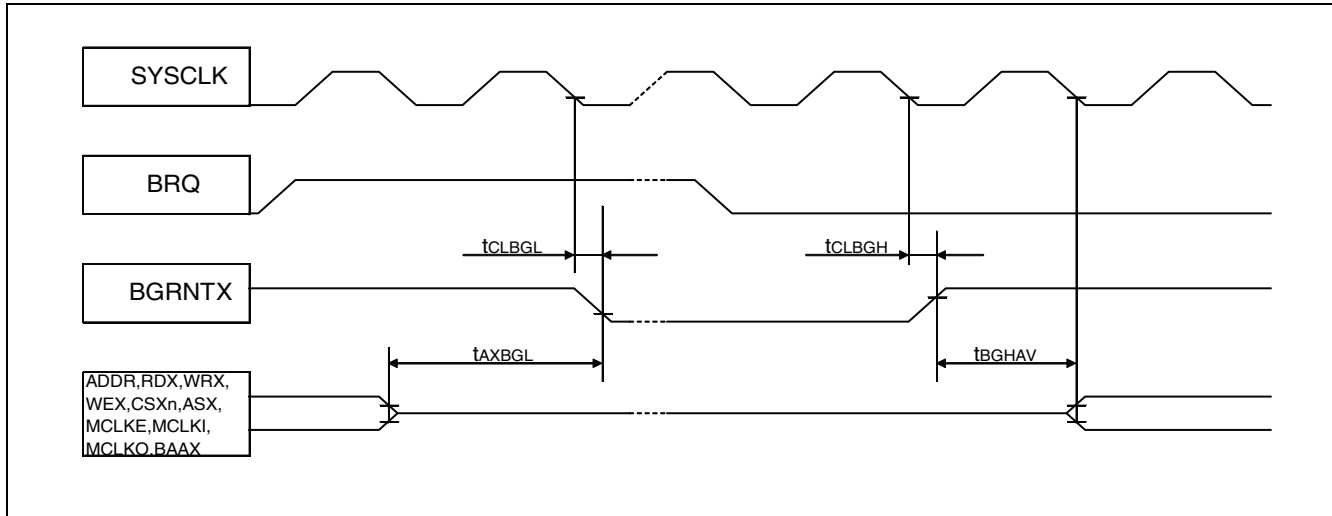 SYSCLK
BRQ
tCLBGL
tCLBGH
BGRNTX
tAXBGL
tBGHAV
ADDR,RDX,WRX,
WEX,CSXn,ASX,
MCLKE,MCLKI,
MCLKO,BAAX